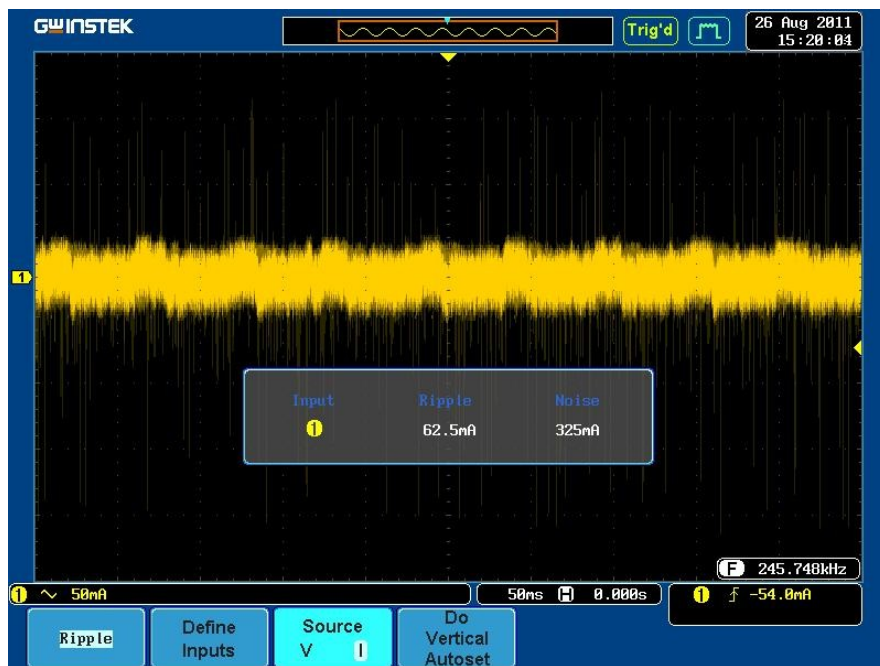 GWINSTEK
Trig'd
26 Aug 2011
15:20:04
1
Input Ripple Noise
1 62.5mA 325mA
F 245.748kHz
1 50mA
50ms H 0.000s
1 -54.0mA
Ripple
Define
Inputs
Source
V I
Do
Vertical
Autoset